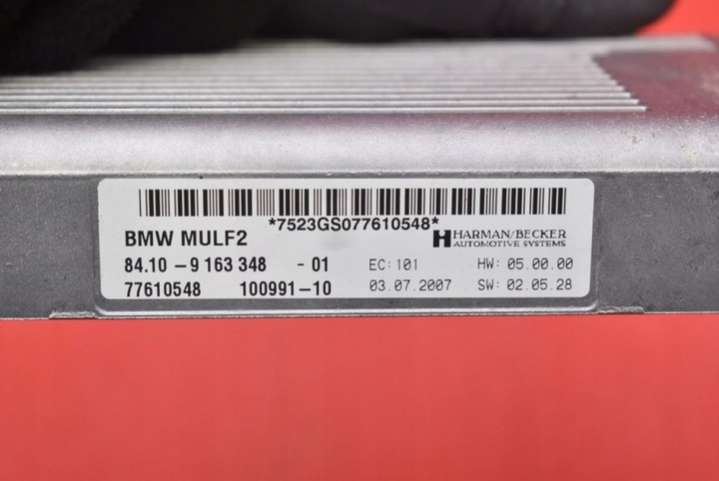 *7523GS077610548*
BMW MULF2
HARMAN/BECKER
AUTOMOTIVE SYSTEMS
84.10 – 9 163 348 - 01 EC: 101 HW: 05.00.00
77610548 100991–10 03.07.2007 SW: 02.05.28